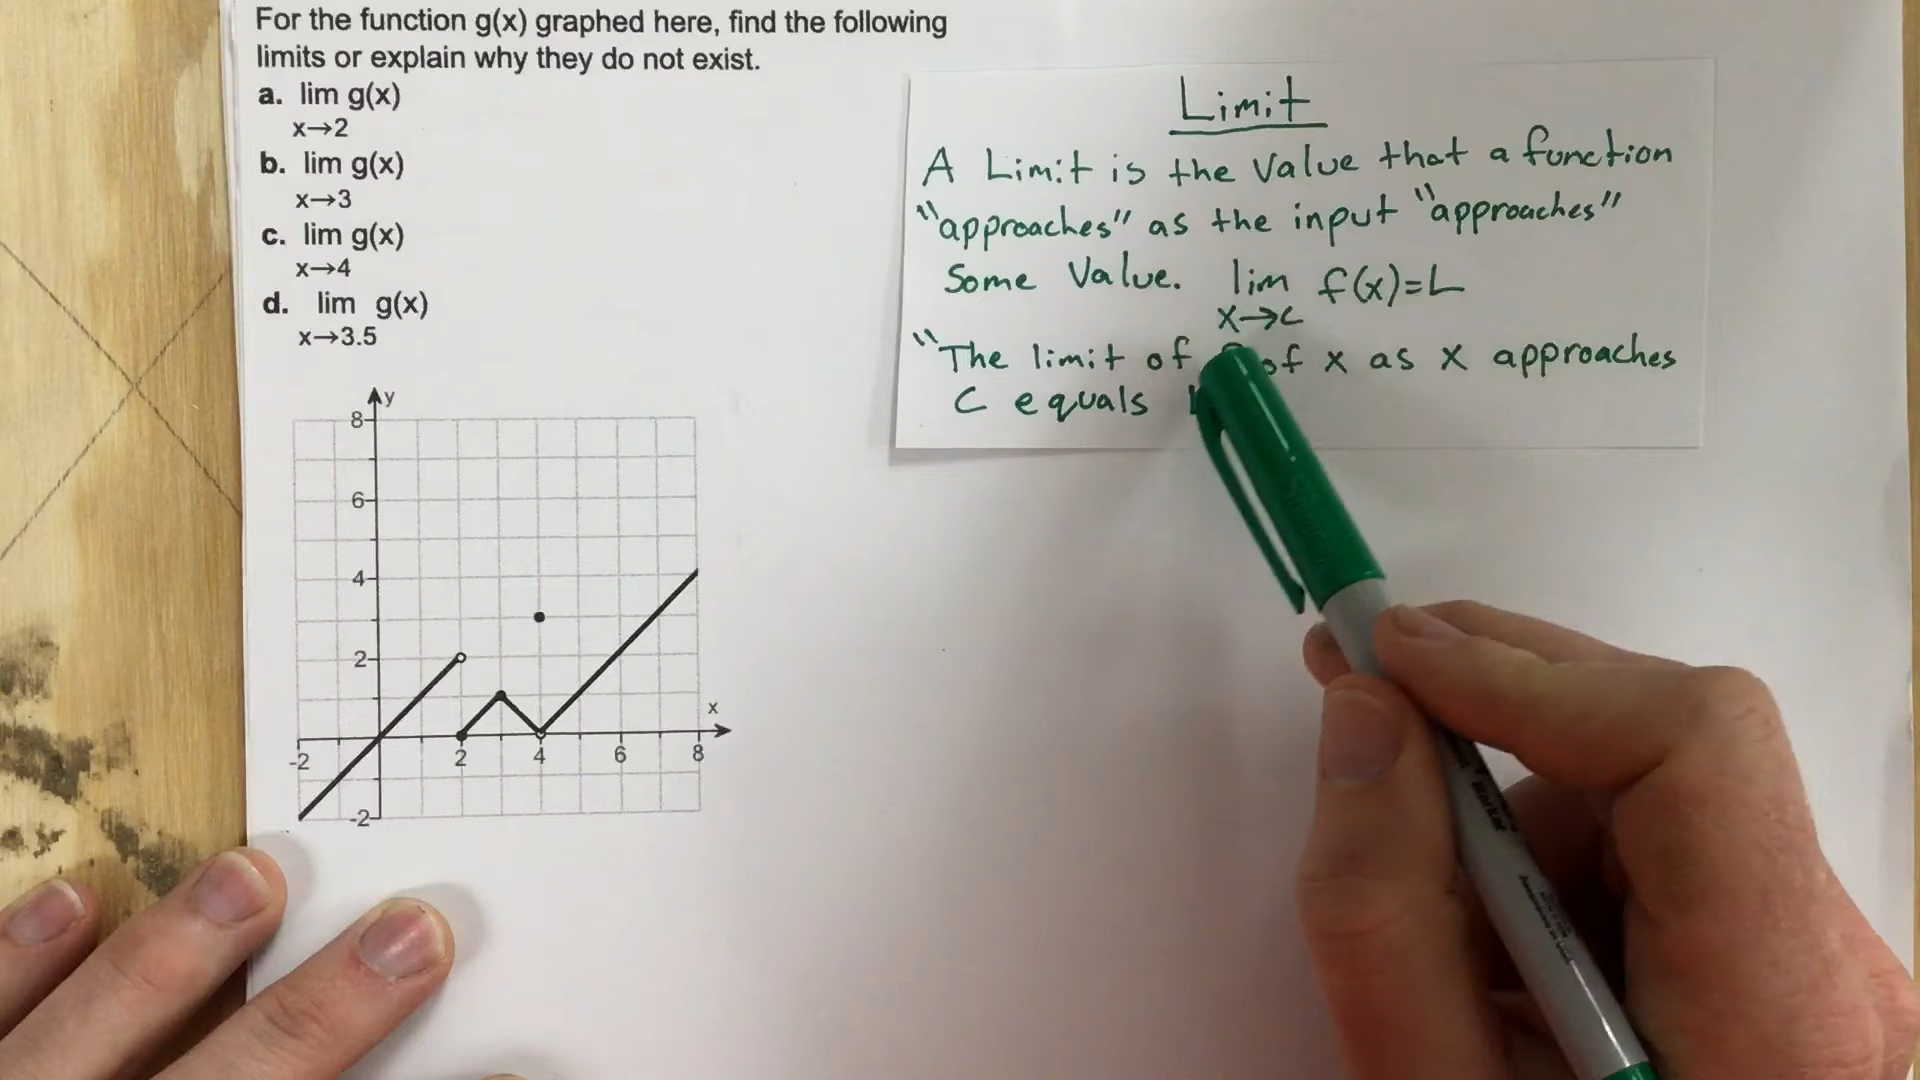 For the function g(x) graphed here, find the following
limits or explain why they do not exist.
a. lim g(x)
x→2
b. lim g(x)
x→3
c. lim g(x)
x→4
d. lim g(x)
x→3.5
Limit
A Limit is the Value that a function
"approaches" as the input "approaches"
Some Value. lim f(x)=L
x→c
"The limit of of x as x approaches
C equals
y
8
6
4
2
-2
x
-2
2
4
6
8